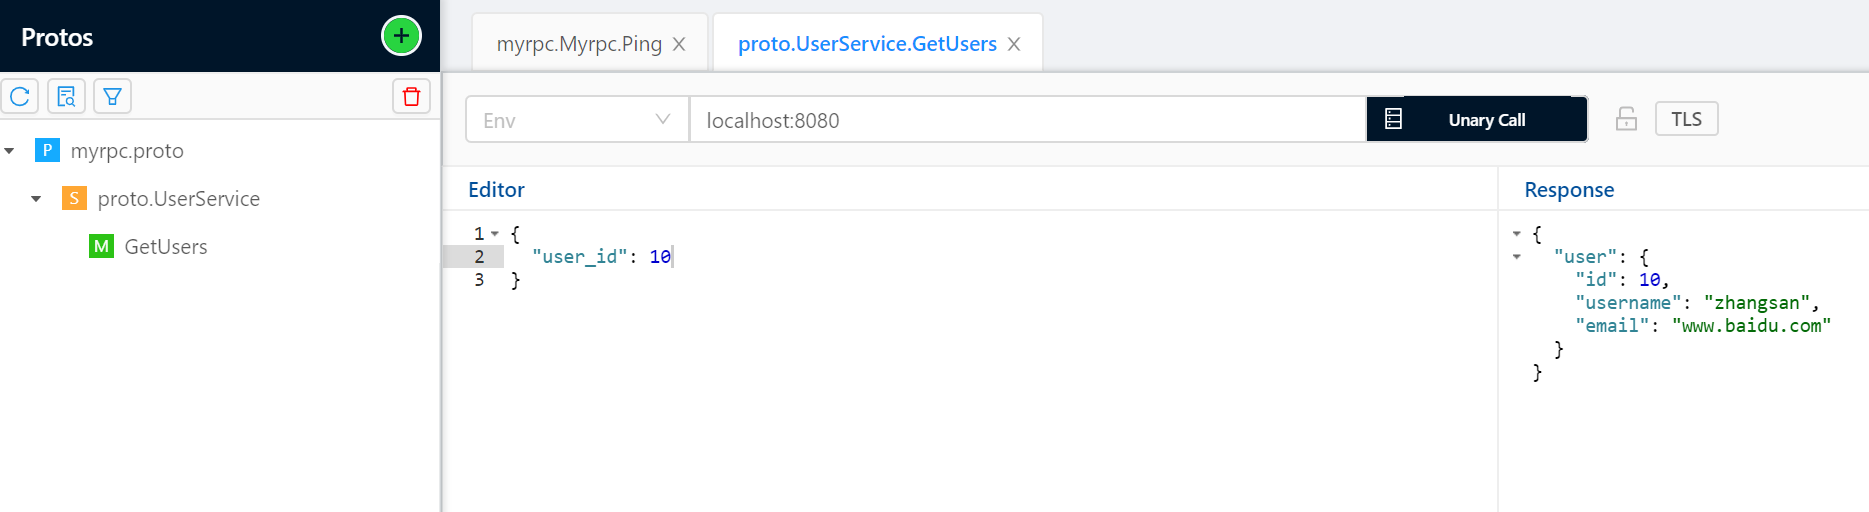 Protos
myrpc.proto
P
proto.UserService
S
GetUsers
M
myrpc.Myrpc.Ping
proto.UserService.GetUsers
Env
localhost:8080
Unary Call
TLS
Editor
1 {
2 "user_id": 10
3 }
Response
{
"user": {
"id": 10,
"username": "zhangsan",
"email": "www.baidu.com"
}
}